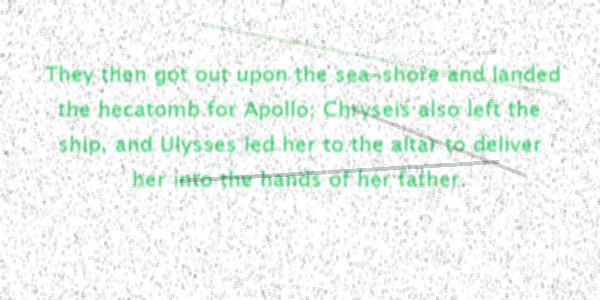 They then got out upon the sea-shore and landed
the hecatomb for Apollo; Chryseis also left the
ship, and Ulysses led her to the altar to deliver
her into the hands of her father.